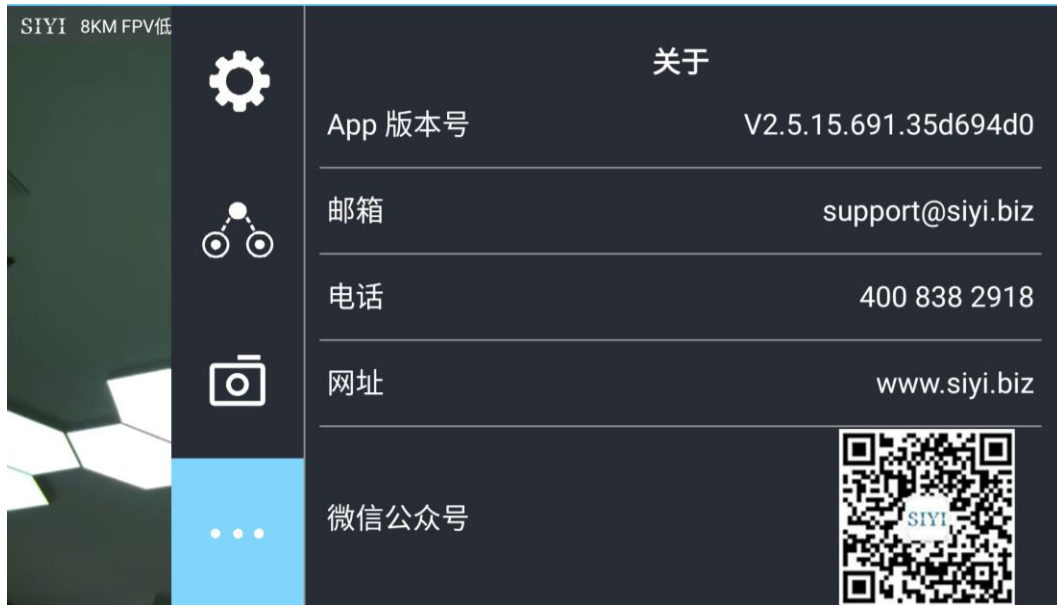 SIYI 8KM FPV低
关于
App 版本号 V2.5.15.691.35d694d0
邮箱 support@siyi.biz
电话 400 838 2918
网址 www.siyi.biz
微信公众号
SIYI